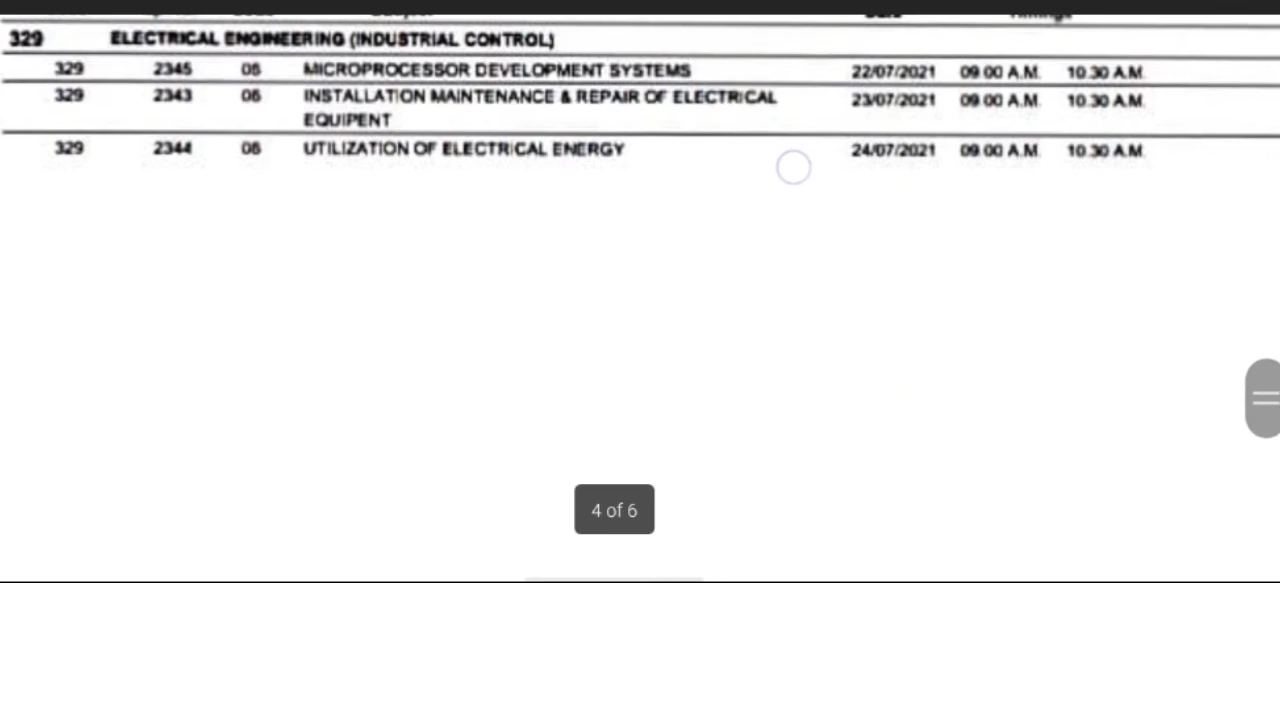 329 ELECTRICAL ENGINEERING (INDUSTRIAL CONTROL)
329 2345 06 MICROPROCESSOR DEVELOPMENT SYSTEMS 22/07/2021 09.00 A.M. 10.30 A.M.
329 2343 06 INSTALLATION MAINTENANCE & REPAIR OF ELECTRICAL EQUIPENT 23/07/2021 09.00 A.M. 10.30 A.M.
329 2344 06 UTILIZATION OF ELECTRICAL ENERGY 24/07/2021 09.00 A.M. 10.30 A.M.
4 of 6